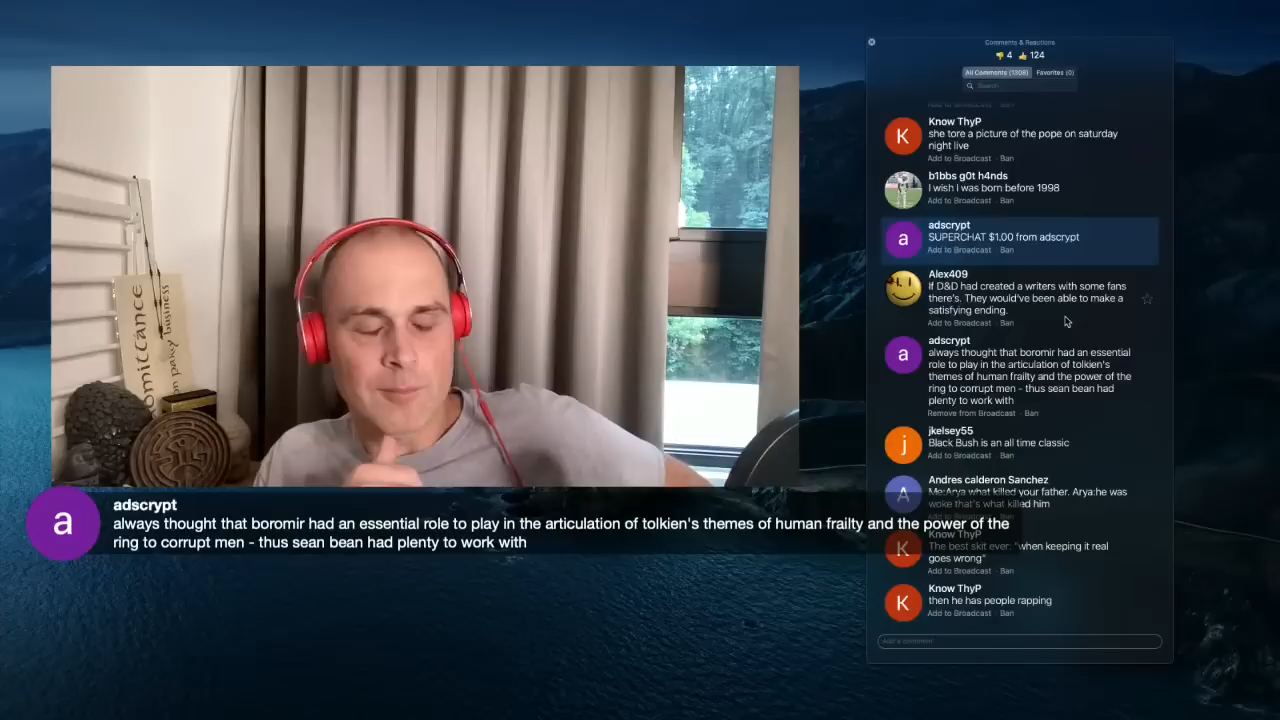 Comments & Reactions
4 124
All Comments (1308) Favorites (0)
Search
Add to Broadcast Ban
K
Know ThyP
she tore a picture of the pope on saturday
night live
Add to Broadcast · Ban
b1bbs g0t h4nds
I wish I was born before 1998
Add to Broadcast · Ban
a
adscrypt
SUPERCHAT $1.00 from adscrypt
Add to Broadcast · Ban
Alex409
If D&D had created a writers with some fans
there's. They would've been able to make a
satisfying ending.
Add to Broadcast · Ban
a
adscrypt
always thought that boromir had an essential
role to play in the articulation of tolkien's
themes of human frailty and the power of the
ring to corrupt men - thus sean bean had
plenty to work with
Remove from Broadcast · Ban
j
jkelsey55
Black Bush is an all time classic
Add to Broadcast · Ban
A
Andres calderon Sanchez
Me:Arya what killed your father. Arya:he was
woke that's what killed him
K
Know ThyP
The best skit ever: "when keeping it real
goes wrong"
Add to Broadcast · Ban
K
Know ThyP
then he has people rapping
Add to Broadcast · Ban
Add a comment
business
a
adscrypt
always thought that boromir had an essential role to play in the articulation of tolkien's themes of human frailty and the power of the
ring to corrupt men - thus sean bean had plenty to work with